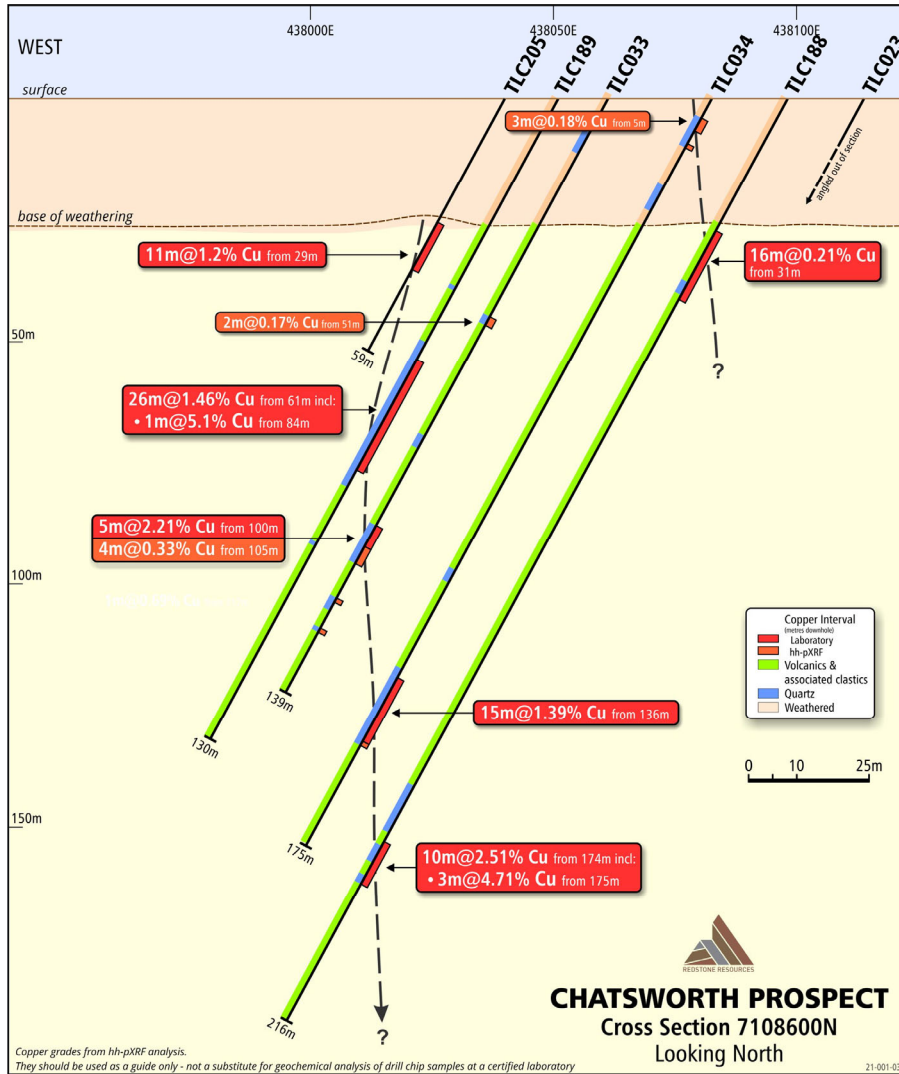 438000E
438050E
438100E
WEST
TLC205
TLC189
TLC033
TLC034
TLC188
TLC023
surface
3m@0.18% Cu from 5m
angled out of section
base of weathering
11m@1.2% Cu from 29m
16m@0.21% Cu
from 31m
2m@0.17% Cu from 51m
50m
59m
?
26m@1.46% Cu from 61m incl:
• 1m@5.1% Cu from 84m
5m@2.21% Cu from 100m
4m@0.33% Cu from 105m
100m
Copper Interval
(metres downhole)
Laboratory
hh-pXRF
Volcanics &
associated clastics
Quartz
Weathered
139m
15m@1.39% Cu from 136m
130m
0 10 25m
150m
175m
10m@2.51% Cu from 174m incl:
• 3m@4.71% Cu from 175m
216m
?
REDSTONE RESOURCES
CHATSWORTH PROSPECT
Cross Section 7108600N
Looking North
Copper grades from hh-pXRF analysis.
They should be used as a guide only - not a substitute for geochemical analysis of drill chip samples at a certified laboratory
21-001-03